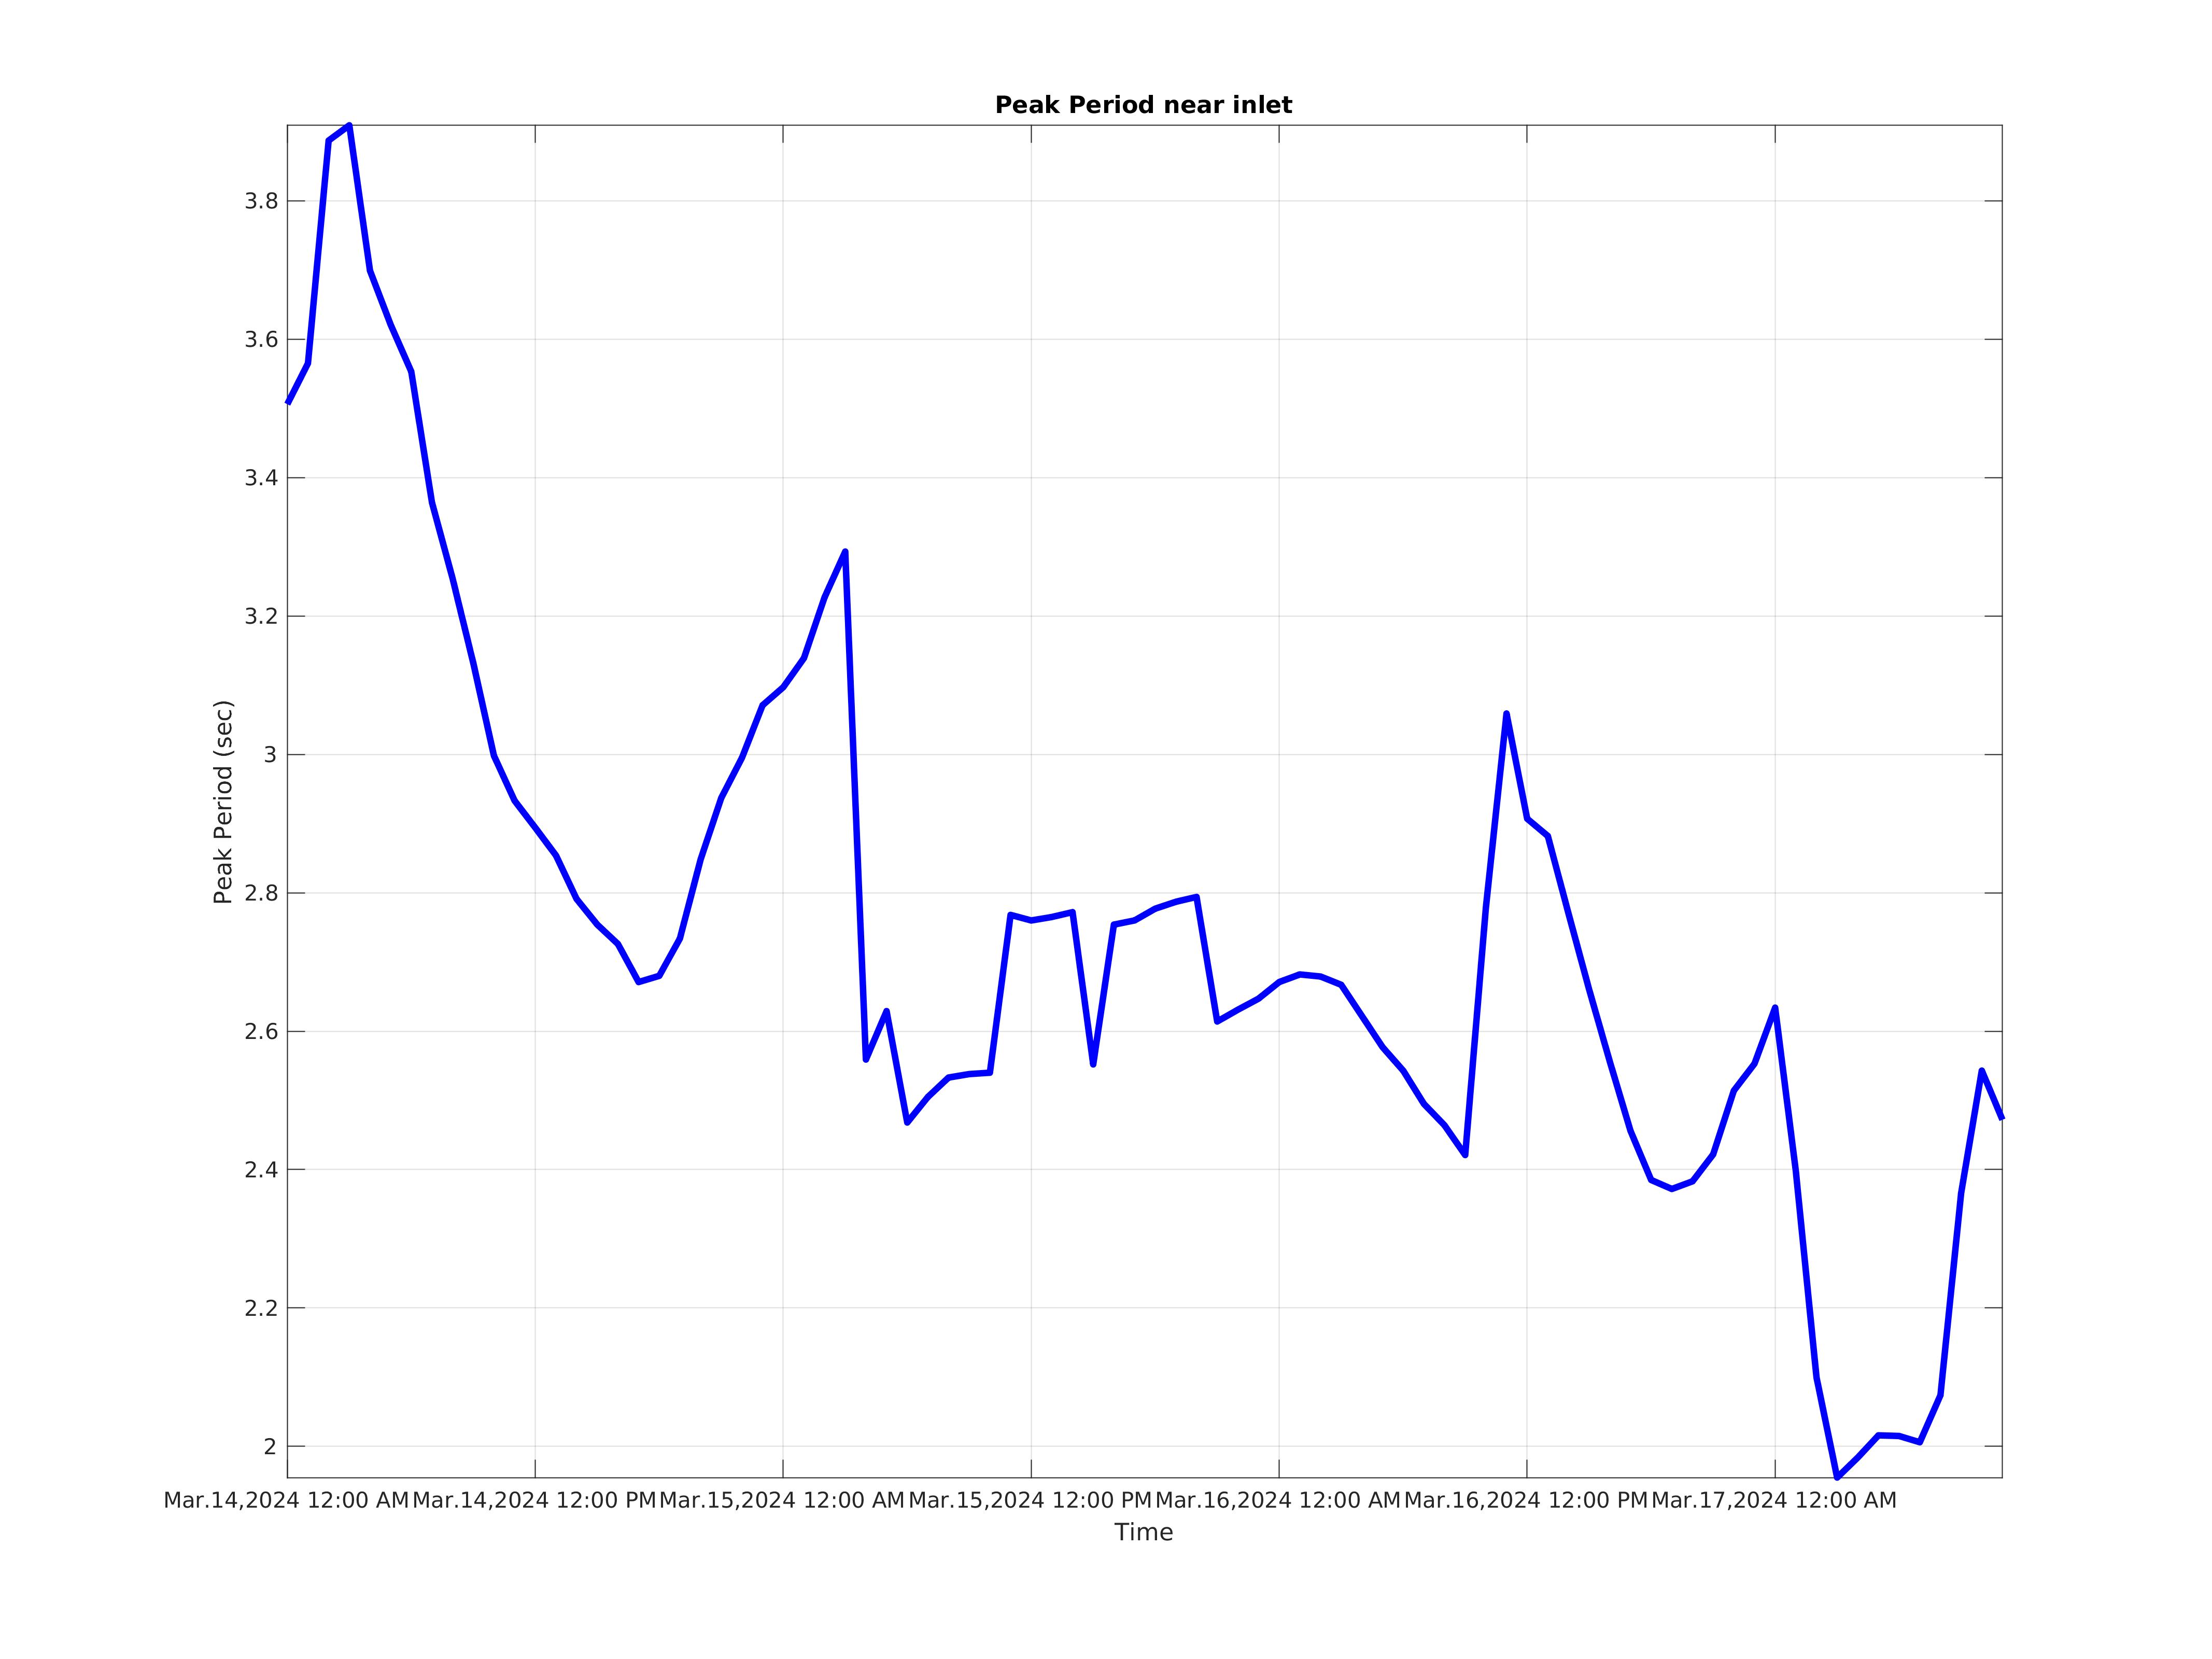 Peak Period near inlet
3.8
3.6
3.4
3.2
3
2.8
2.6
2.4
2.2
2
Peak Period (sec)
Mar.14,2024 12:00 AM Mar.14,2024 12:00 PM Mar.15,2024 12:00 AM Mar.15,2024 12:00 PM Mar.16,2024 12:00 AM Mar.16,2024 12:00 PM Mar.17,2024 12:00 AM
Time